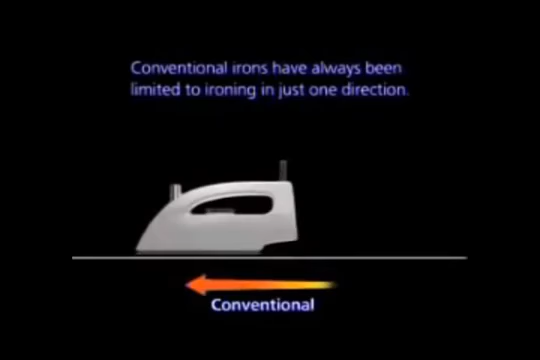 Conventional irons have always been
limited to ironing in just one direction.
Conventional